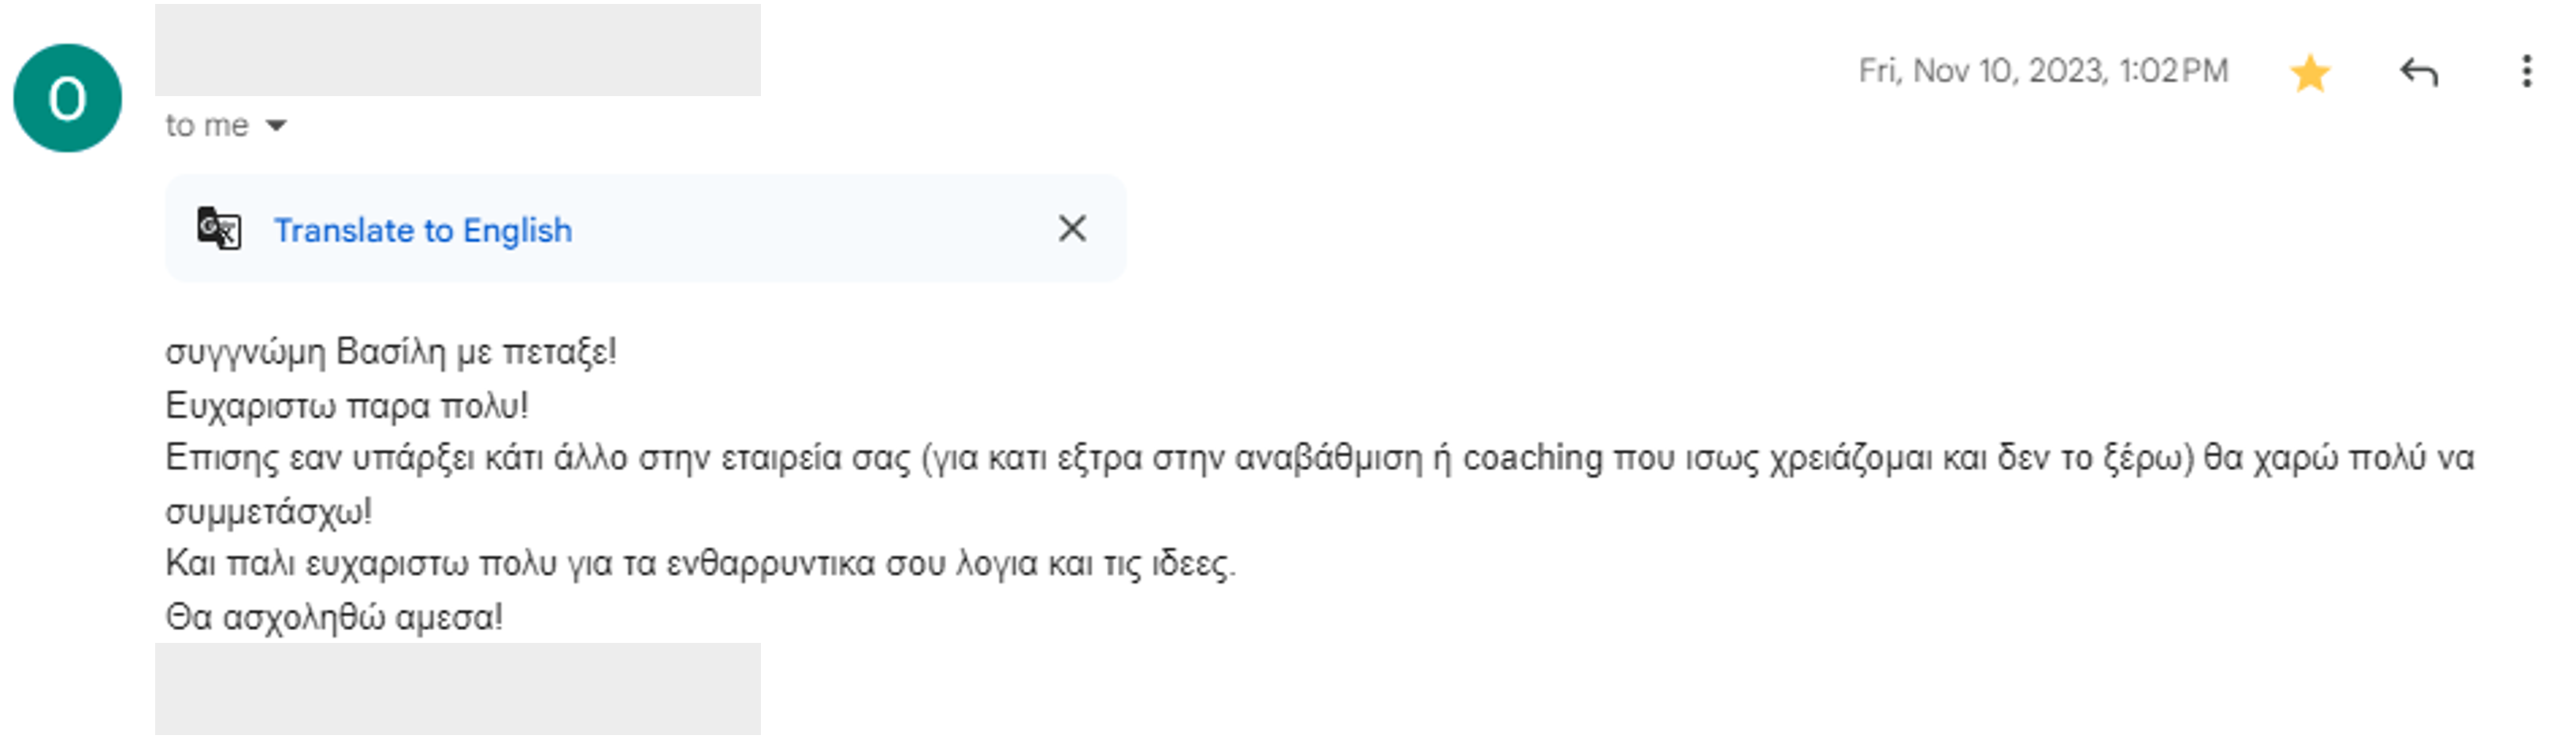 O
Fri, Nov 10, 2023, 1:02 PM
to me
Translate to English
συγγνώμη Βασίλη με πεταξε!
Ευχαριστω παρα πολυ!
Επισης εαν υπάρξει κάτι άλλο στην εταιρεία σας (για κατι εξτρα στην αναβάθμιση ή coaching που ισως χρειάζομαι και δεν το ξέρω) θα χαρώ πολύ να
συμμετάσχω!
Και παλι ευχαριστω πολυ για τα ενθαρρυντικα σου λογια και τις ιδεες.
Θα ασχοληθώ αμεσα!